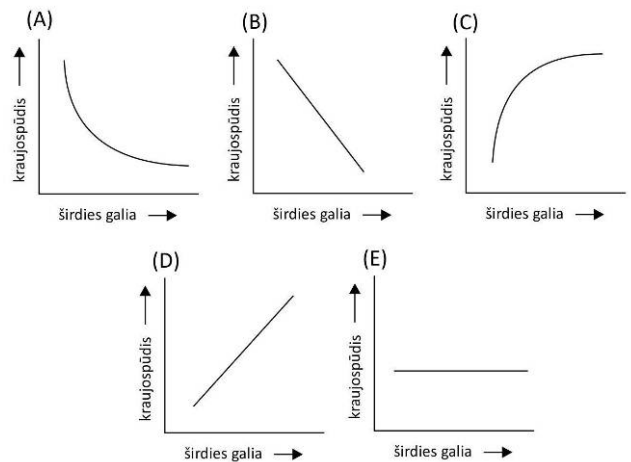 (A)
kraujospūdis
širdies galia
(B)
kraujospūdis
širdies galia
(C)
kraujospūdis
širdies galia
(D)
kraujospūdis
širdies galia
(E)
kraujospūdis
širdies galia